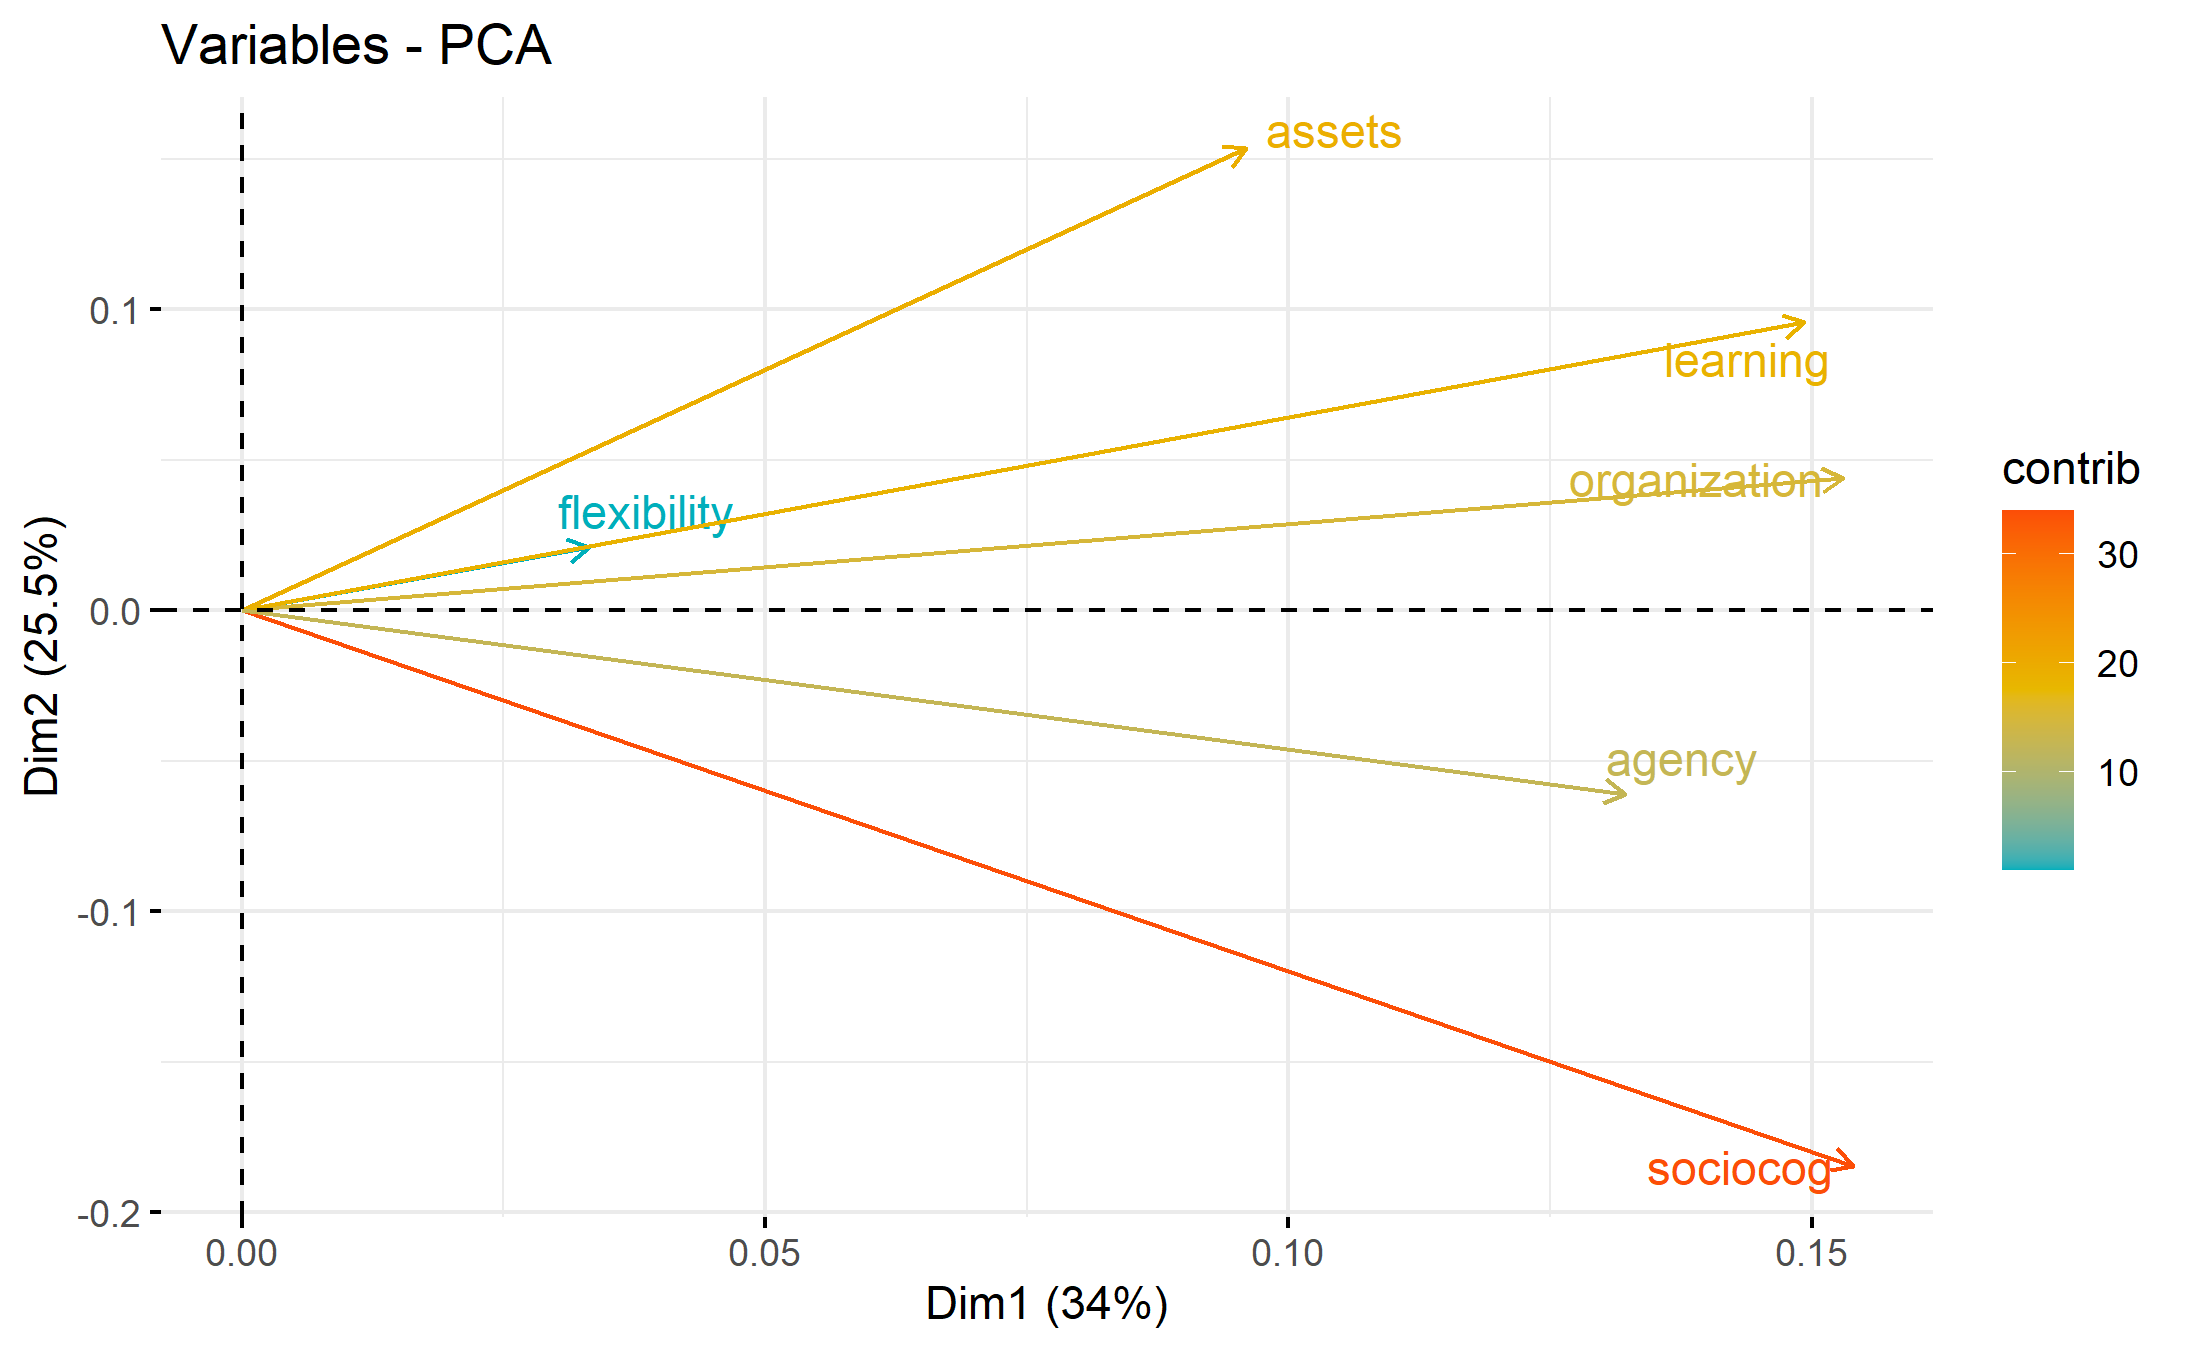 Variables - PCA
assets
learning
organization
flexibility
agency
sociocog
0.1
0.0
-0.1
-0.2
Dim2 (25.5%)
0.00
0.05
0.10
0.15
Dim1 (34%)
contrib
30
20
10